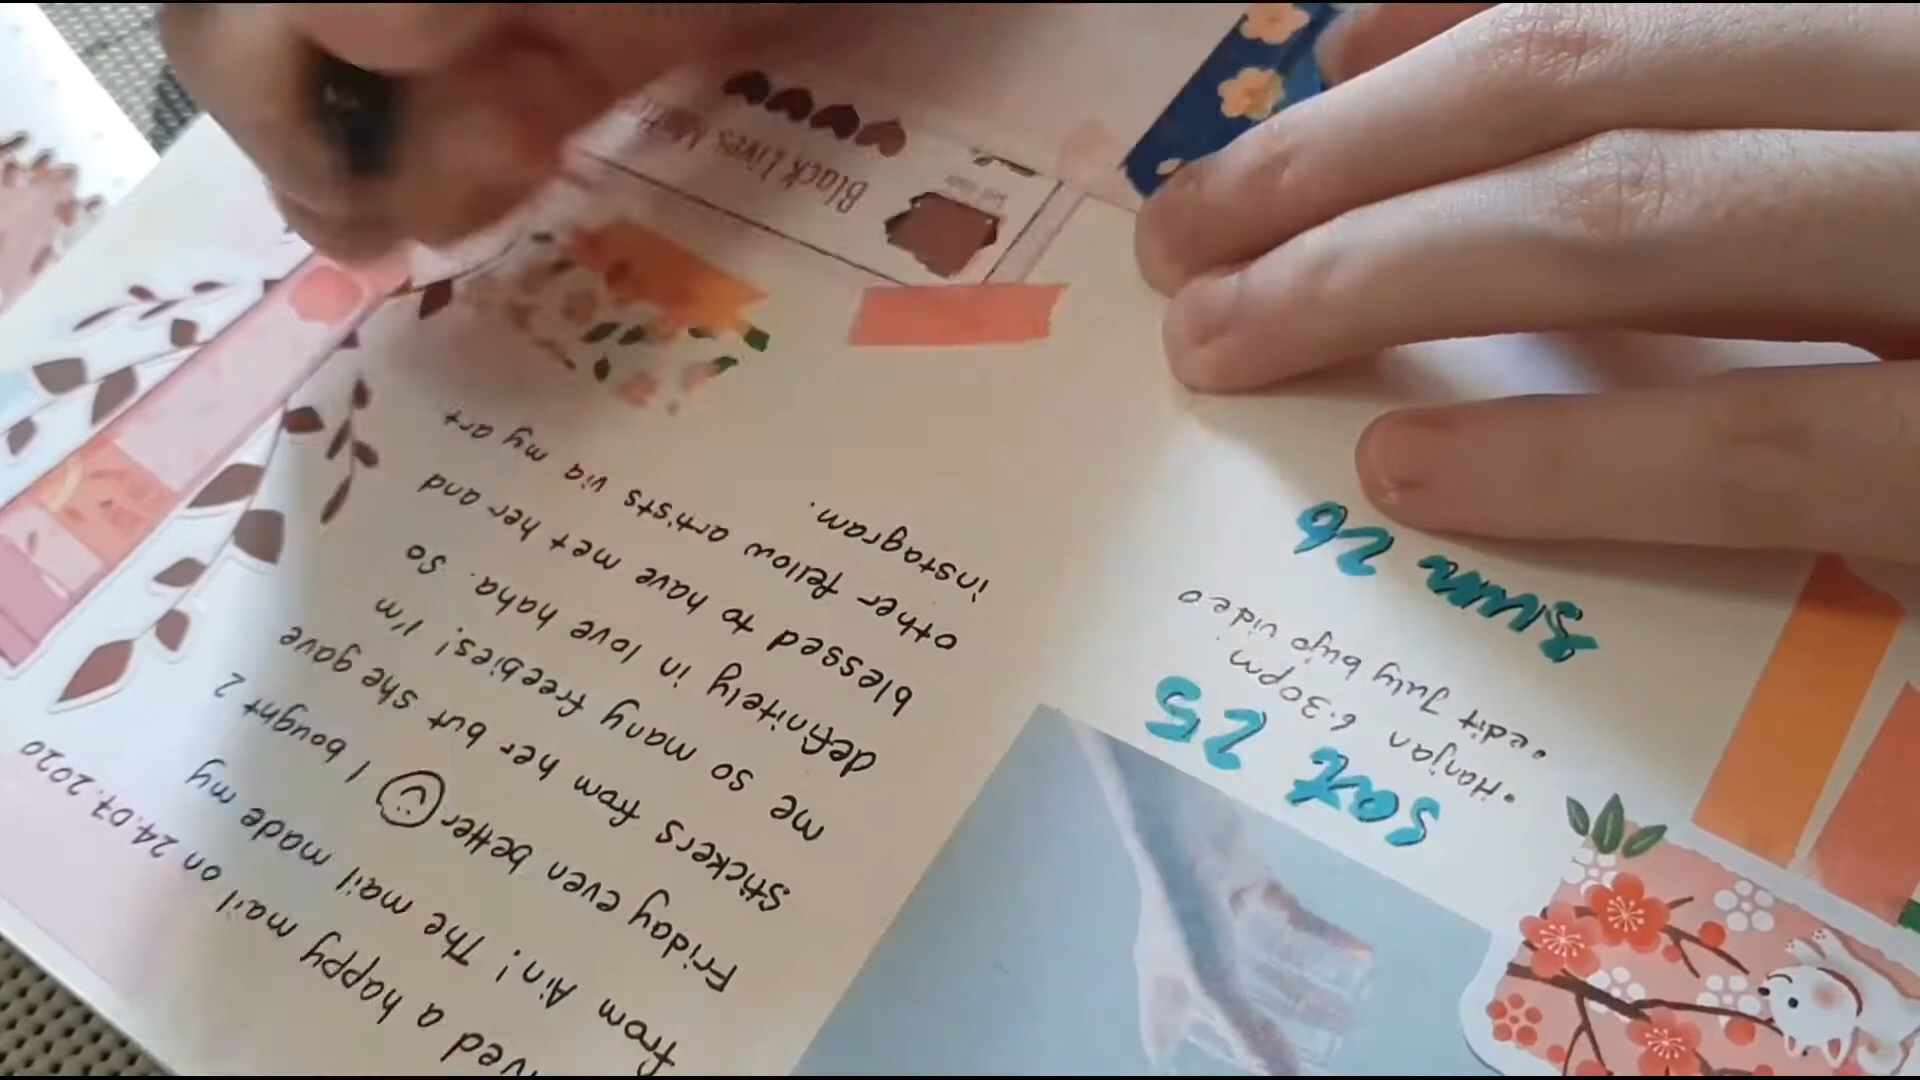 ved a happy mail on 24.07.2020
from Ain! The mail made my
Friday even better I bought 2
stickers from her but she gave
me so many freebies! I'm
definitely in love haha. So
blessed to have met her and
other fellow artists via my art
instagram.
Sat 25
•Hanjan 6.30pm
•edit July bujo video
Sun 26
Black Lives